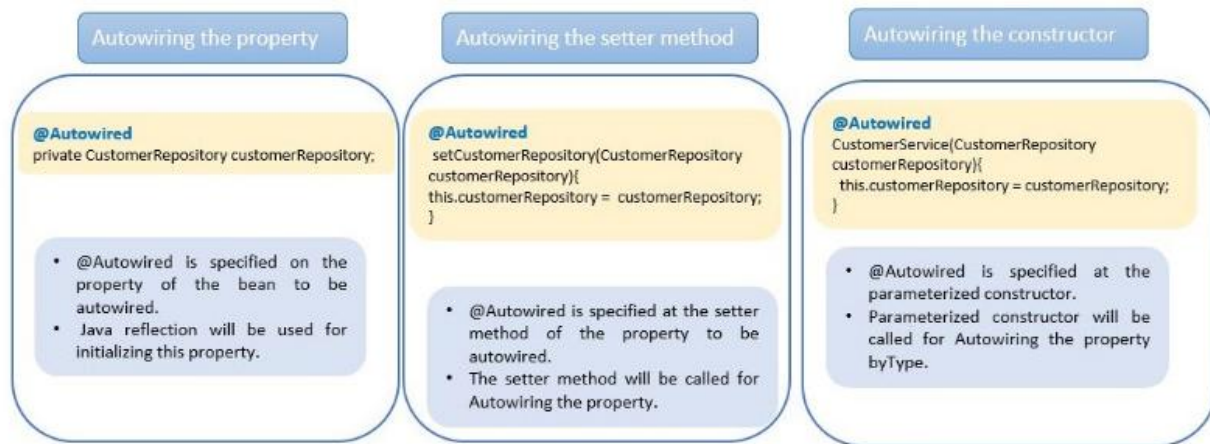 Autowiring the property
@Autowired
private CustomerRepository customerRepository;
• @Autowired is specified on the
property of the bean to be
autowired.
• Java reflection will be used for
initializing this property.
Autowiring the setter method
@Autowired
setCustomerRepository(CustomerRepository
customerRepository){
this.customerRepository = customerRepository;
}
• @Autowired is specified at the setter
method of the property to be
autowired.
• The setter method will be called for
Autowiring the property.
Autowiring the constructor
@Autowired
CustomerService(CustomerRepository
customerRepository){
this.customerRepository = customerRepository;
}
• @Autowired is specified at the
parameterized constructor.
• Parameterized constructor will be
called for Autowiring the property
byType.